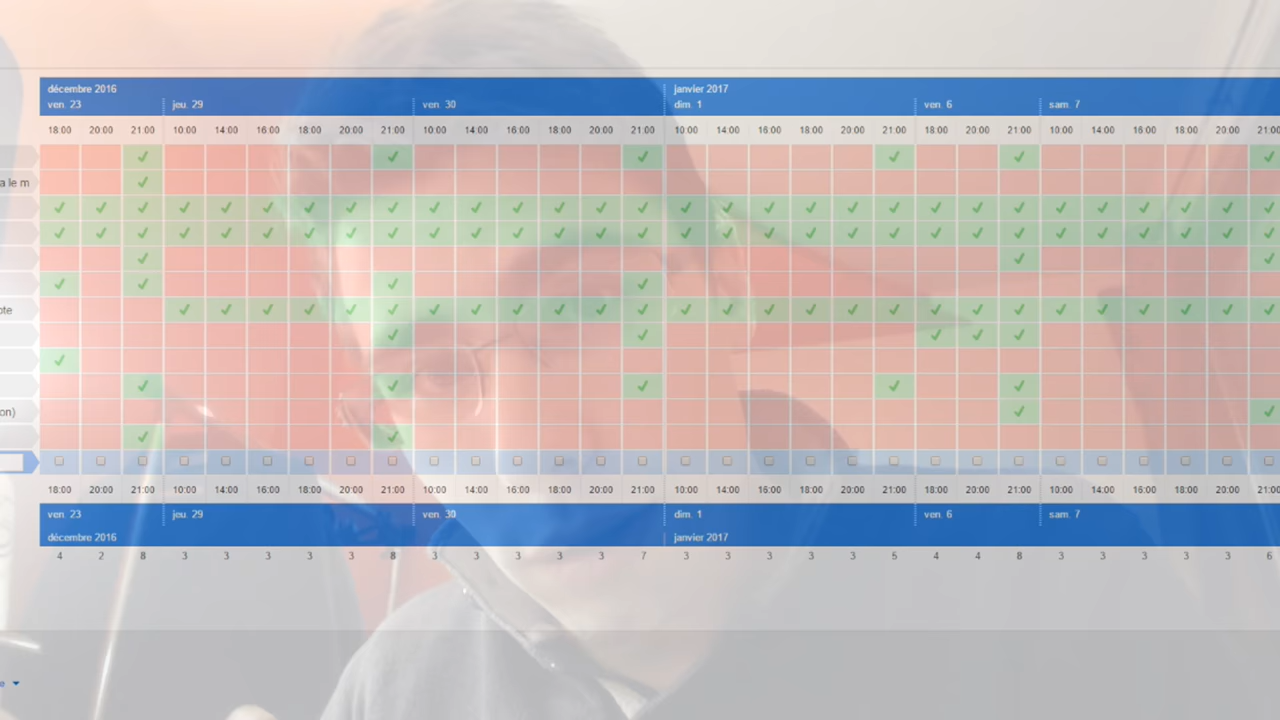 décembre 2016 janvier 2017
ven. 23 jeu. 29 ven. 30 dim. 1 ven. 6 sam. 7
18:00 20:00 21:00 10:00 14:00 16:00 18:00 20:00 21:00 10:00 14:00 16:00 18:00 20:00 21:00 10:00 14:00 16:00 18:00 20:00 21:00 18:00 20:00 21:00 10:00 14:00 16:00 18:00 20:00 21:00
a le m
ote
on)
18:00 20:00 21:00 10:00 14:00 16:00 18:00 20:00 21:00 10:00 14:00 16:00 18:00 20:00 21:00 10:00 14:00 16:00 18:00 20:00 21:00 18:00 20:00 21:00 10:00 14:00 16:00 18:00 20:00 21:00
ven. 23 jeu. 29 ven. 30 dim. 1 ven. 6 sam. 7
décembre 2016 janvier 2017
4 2 8 3 3 3 3 3 8 3 3 3 3 3 7 3 3 3 3 3 5 4 4 8 3 3 3 3 3 6
e